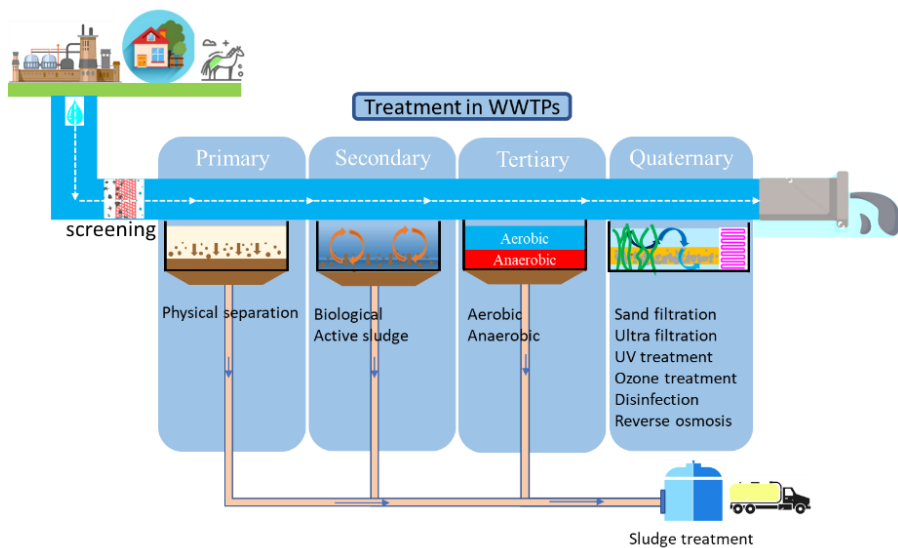 Treatment in WWTPs
Primary
Secondary
Tertiary
Quaternary
screening
Aerobic
Anaerobic
Physical separation
Biological
Active sludge
Aerobic
Anaerobic
Sand filtration
Ultra filtration
UV treatment
Ozone treatment
Disinfection
Reverse osmosis
Sludge treatment